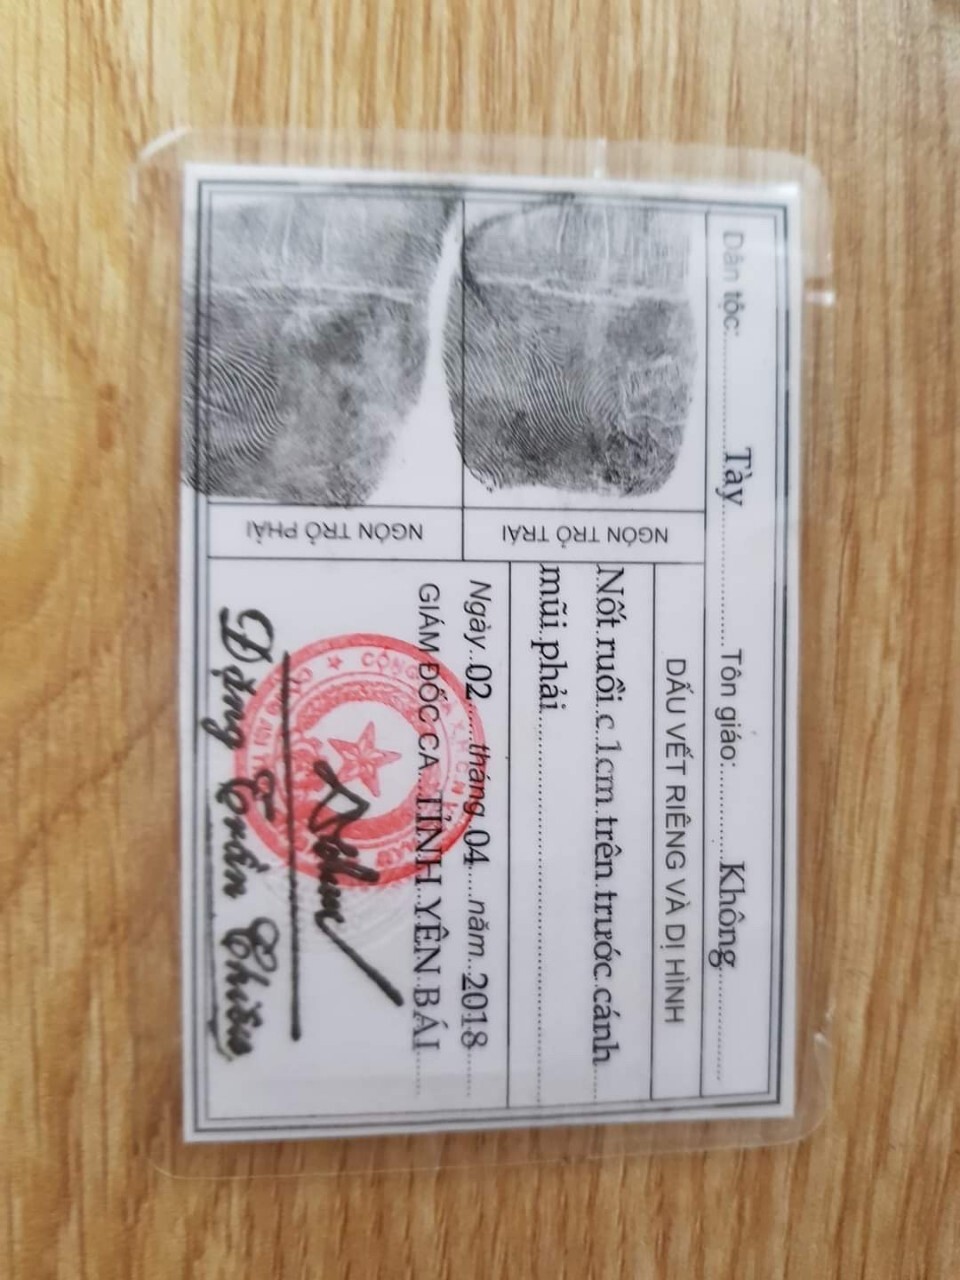 Dân tộc: Tày Tôn giáo: Không
NGÓN TRỎ TRÁI
DẤU VẾT RIÊNG VÀ DỊ HÌNH
Nốt ruồi c 1cm trên trước cánh
mũi phải
NGÓN TRỎ PHẢI
Ngày 02 tháng 04 năm 2018
GIÁM ĐỐC CA TỈNH YÊN BÁI
Đặng Trần Chiêu